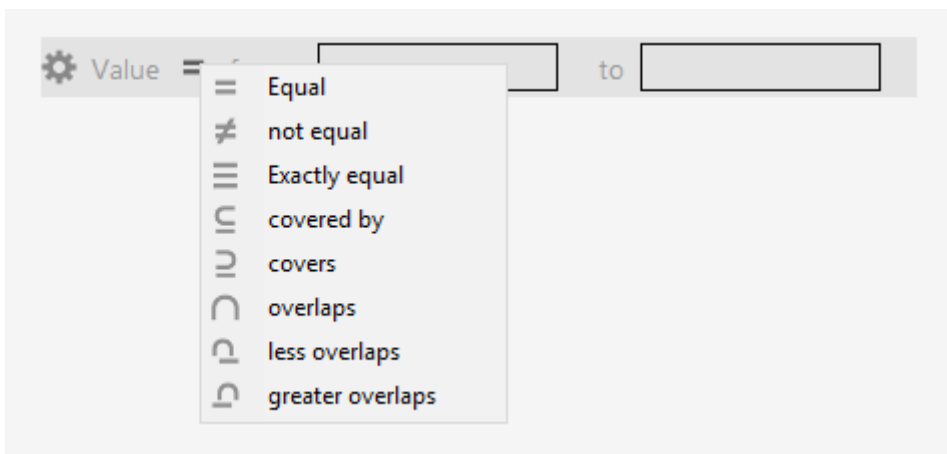 Value = to
= Equal
≠ not equal
≡ Exactly equal
⊆ covered by
⊇ covers
∩ overlaps
less overlaps
greater overlaps